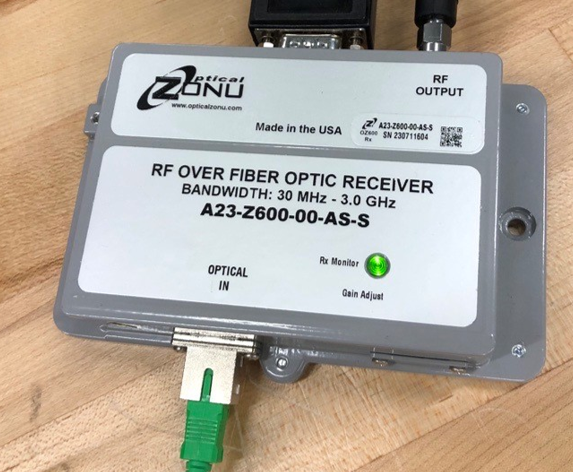 optical
ZONU
www.opticalzonu.com
RF
OUTPUT
Made in the USA
OZ600
Rx
A23-Z600-00-AS-S
SN 230711604
RF OVER FIBER OPTIC RECEIVER
BANDWIDTH: 30 MHz - 3.0 GHz
A23-Z600-00-AS-S
OPTICAL
IN
Rx Monitor
Gain Adjust